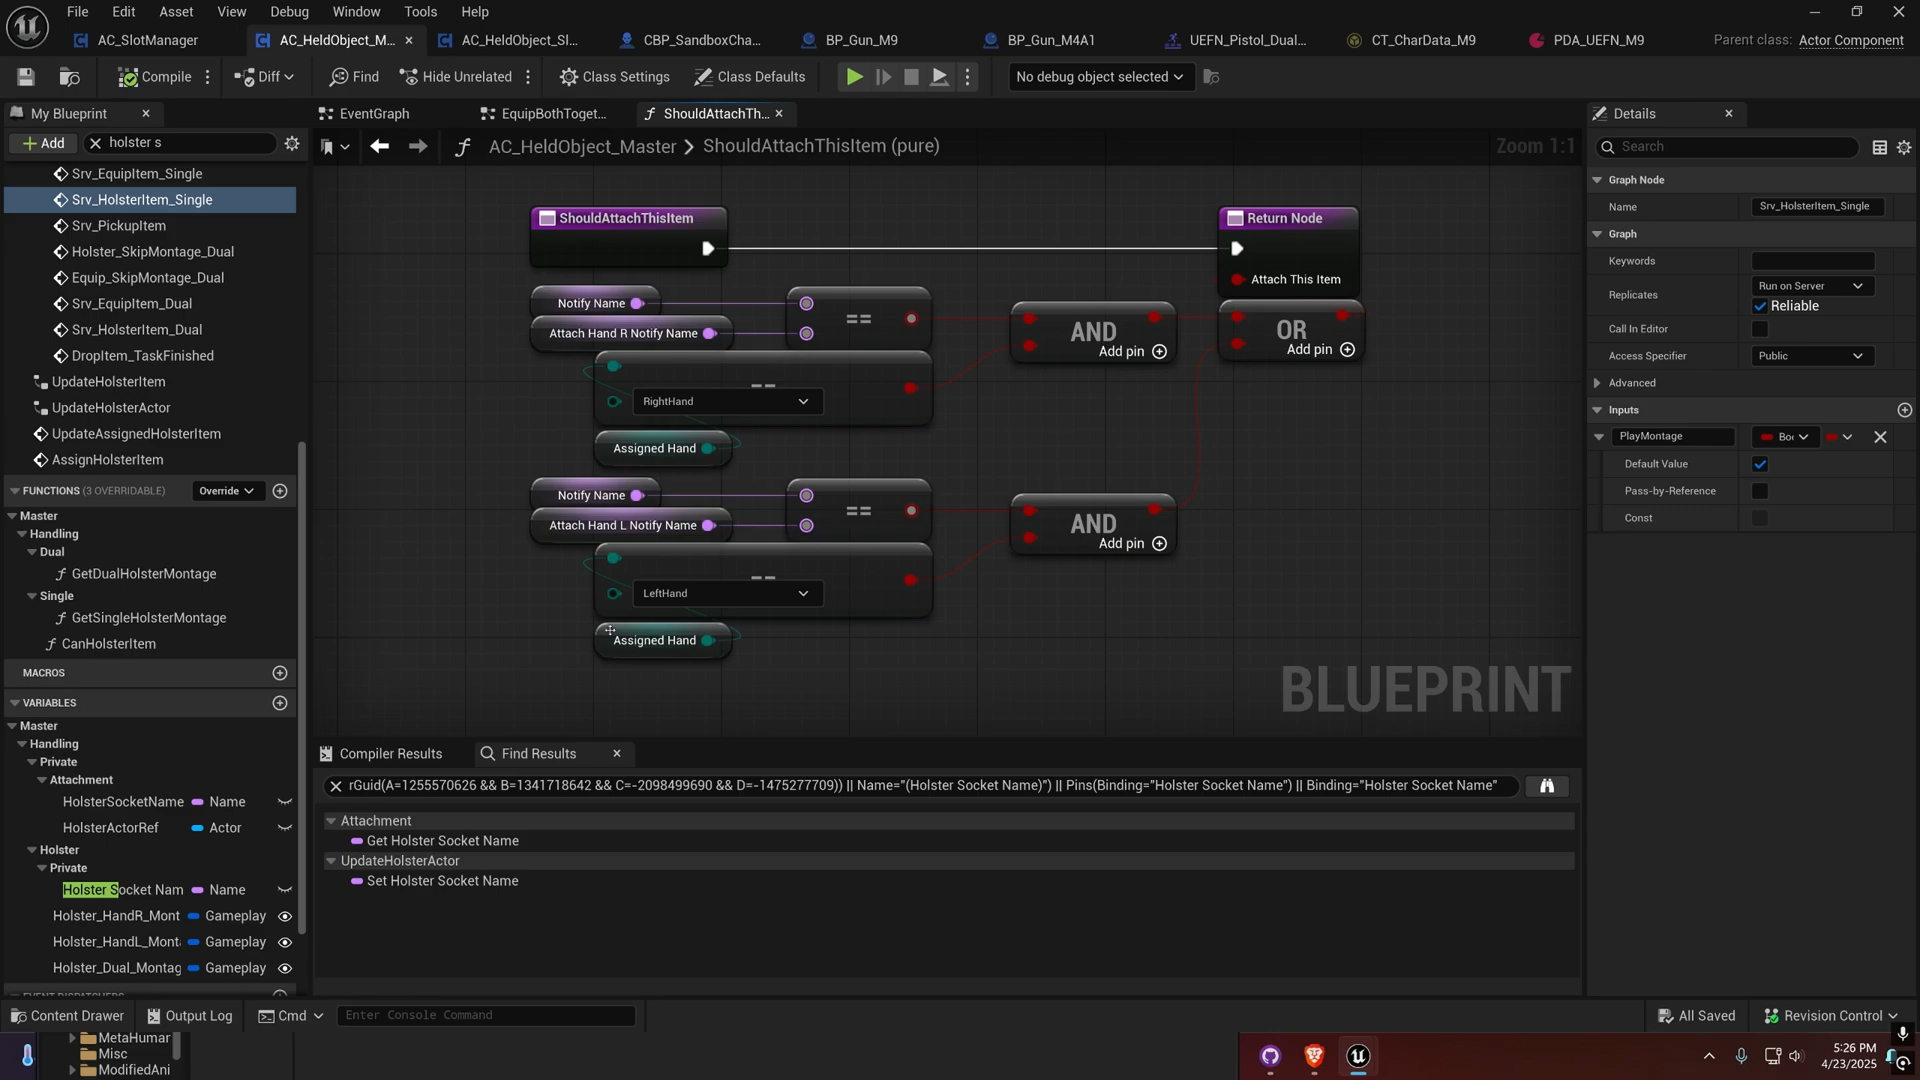 File Edit Asset View Debug Window Tools Help
AC_SlotManager AC_HeldObject_M... AC_HeldObject_Sl... CBP_SandboxCha... BP_Gun_M9 BP_Gun_M4A1 UEFN_Pistol_Dual... CT_CharData_M9 PDA_UEFN_M9 Parent class: Actor Component
Compile Diff Find Hide Unrelated Class Settings Class Defaults No debug object selected
My Blueprint
Add holster s
Srv_EquipItem_Single
Srv_HolsterItem_Single
Srv_PickupItem
Holster_SkipMontage_Dual
Equip_SkipMontage_Dual
Srv_EquipItem_Dual
Srv_HolsterItem_Dual
DropItem_TaskFinished
UpdateHolsterItem
UpdateHolsterActor
UpdateAssignedHolsterItem
AssignHolsterItem
FUNCTIONS (3 OVERRIDABLE) Override
Master
Handling
Dual
GetDualHolsterMontage
Single
GetSingleHolsterMontage
CanHolsterItem
MACROS
VARIABLES
Master
Handling
Private
Attachment
HolsterSocketName Name
HolsterActorRef Actor
Holster
Private
Holster Socket Nam Name
Holster_HandR_Mont Gameplay
Holster_HandL_Mont Gameplay
Holster_Dual_Montag Gameplay
EVENT DISPATCHERS
EventGraph EquipBothToget... ShouldAttachTh...
AC_HeldObject_Master > ShouldAttachThisItem (pure) Zoom 1:1
ShouldAttachThisItem
Return Node
Attach This Item
Notify Name
Attach Hand R Notify Name
==
AND
Add pin
OR
Add pin
==
RightHand
Assigned Hand
Notify Name
Attach Hand L Notify Name
==
AND
Add pin
==
LeftHand
Assigned Hand
BLUEPRINT
Compiler Results Find Results
rGuid(A=1255570626 && B=1341718642 && C=-2098499690 && D=-1475277709)) || Name="(Holster Socket Name)") || Pins(Binding="Holster Socket Name") || Binding="Holster Socket Name"
Attachment
Get Holster Socket Name
UpdateHolsterActor
Set Holster Socket Name
Details
Search
Graph Node
Name Srv_HolsterItem_Single
Graph
Keywords
Replicates Run on Server
Reliable
Call In Editor
Access Specifier Public
Advanced
Inputs
PlayMontage Boo
Default Value
Pass-by-Reference
Const
Content Drawer Output Log Cmd Enter Console Command All Saved Revision Control
MetaHuman
Misc
ModifiedAni
5:26 PM
4/23/2025